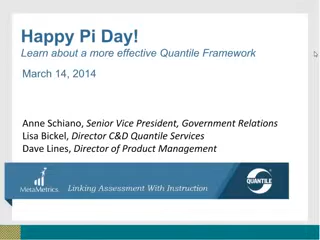 Happy Pi Day!
Learn about a more effective Quantile Framework
March 14, 2014
Anne Schiano, Senior Vice President, Government Relations
Lisa Bickel, Director C&D Quantile Services
Dave Lines, Director of Product Management
MetaMetrics
Linking Assessment With Instruction
QUANTILE